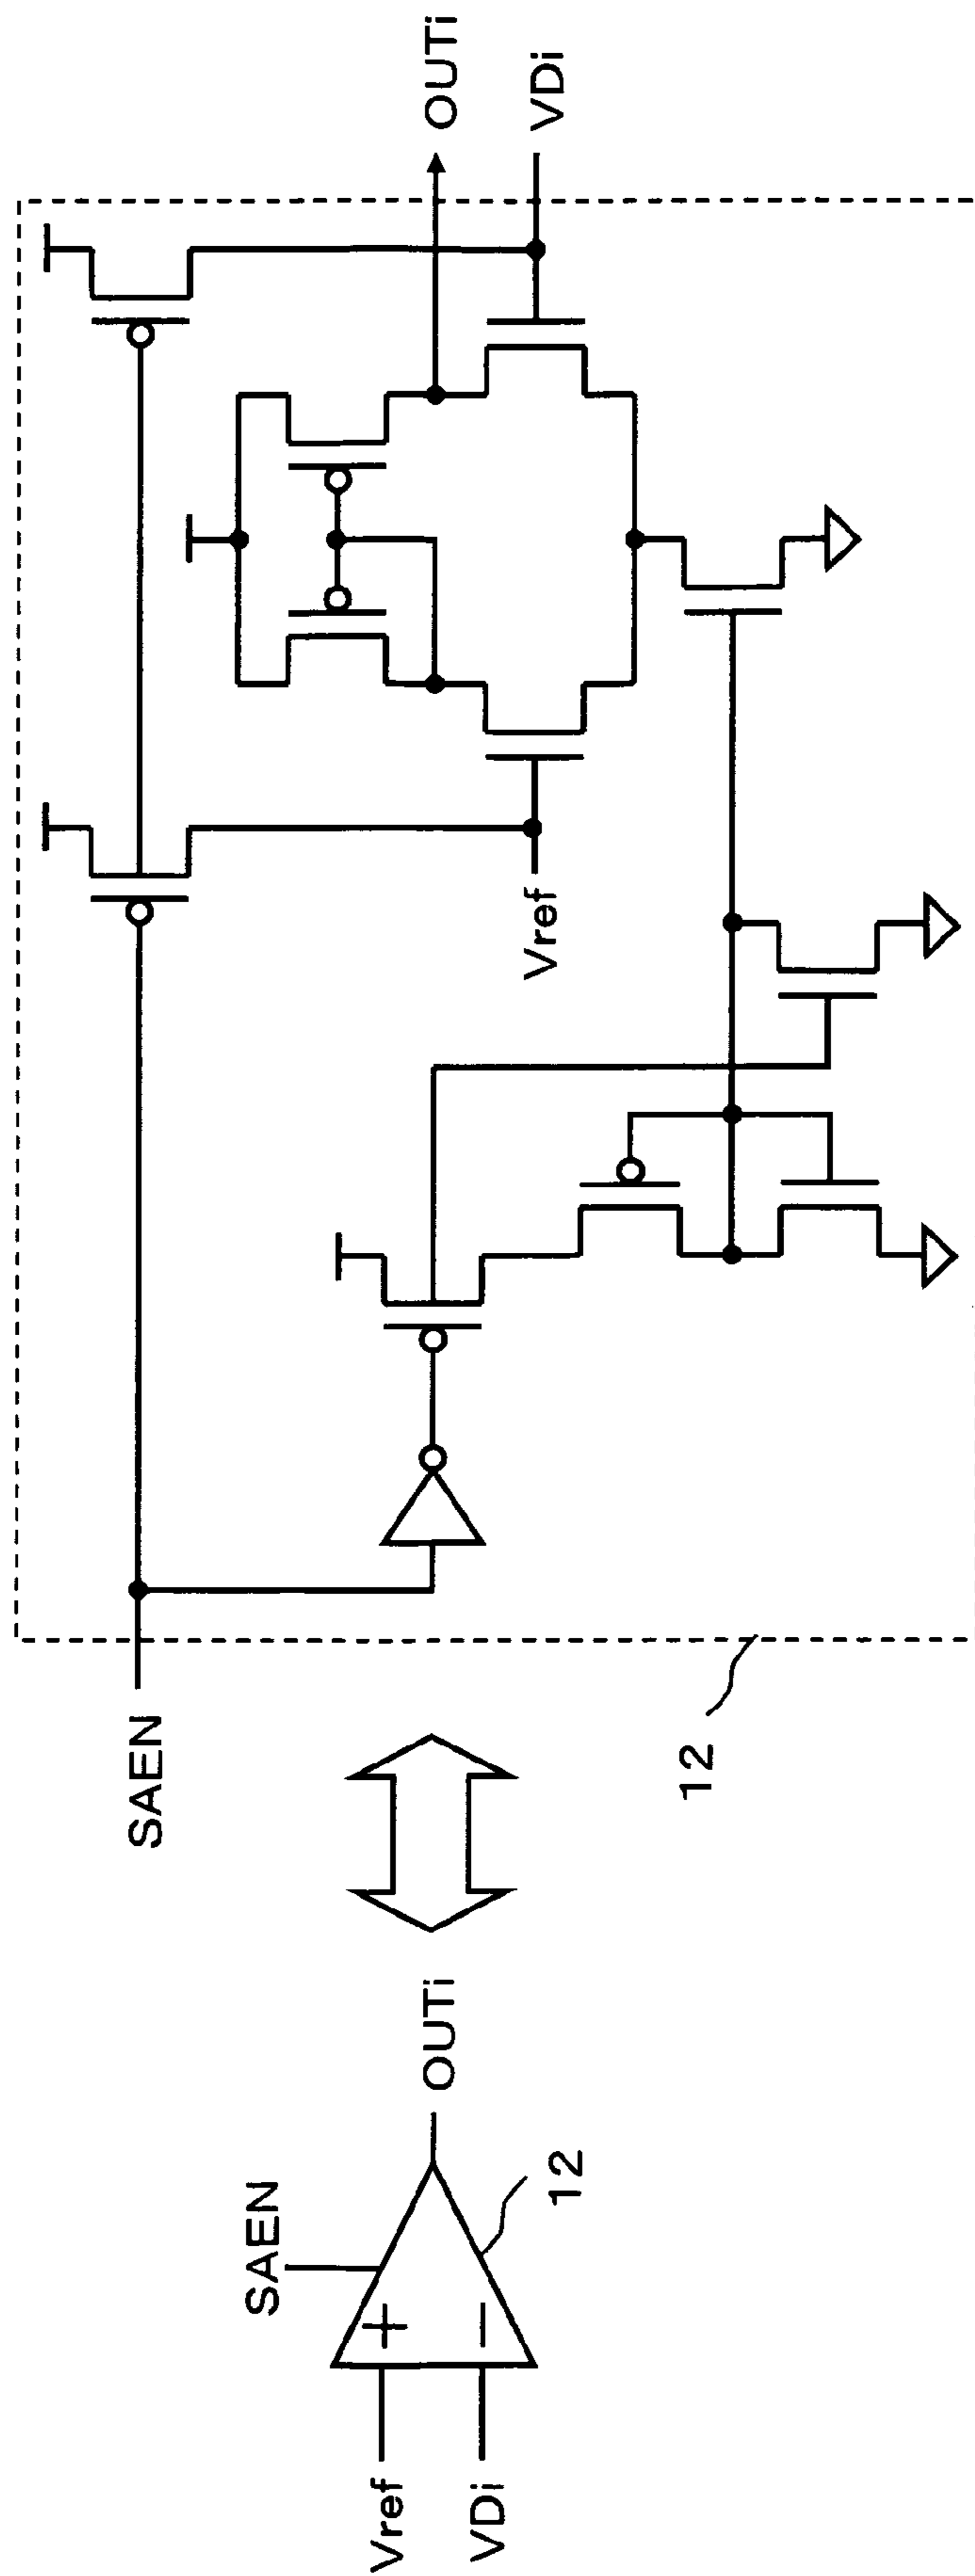 Vref
VDi
+
−
SAEN
12
OUTi
SAEN
12
Vref
OUTi
VDi